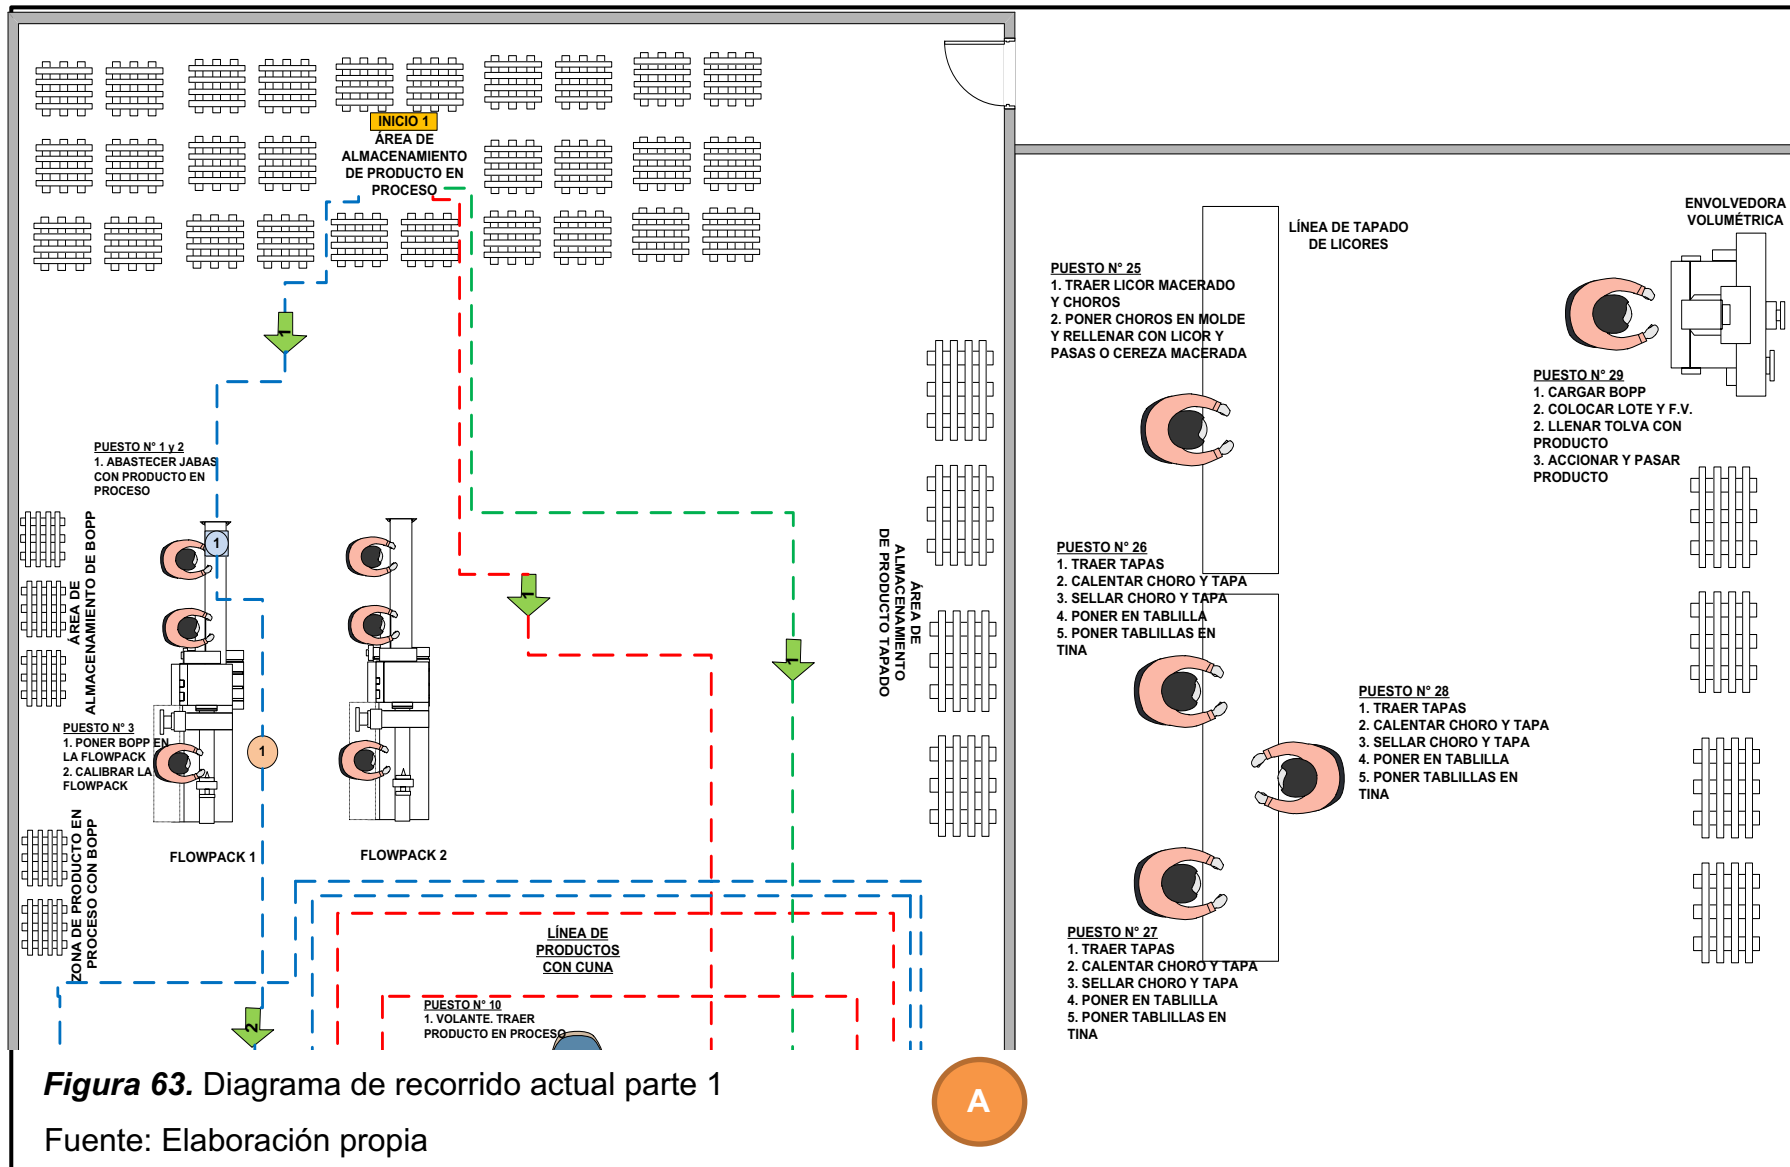 INICIO 1
ÁREA DE
ALMACENAMIENTO
DE PRODUCTO EN
PROCESO
1
PUESTO N° 1 y 2
1. ABASTECER JABAS
CON PRODUCTO EN
PROCESO
1
ÁREA DE
ALMACENAMIENTO DE BOPP
PUESTO N° 3
1. PONER BOPP EN
LA FLOWPACK
2. CALIBRAR LA
FLOWPACK
1
ZONA DE PRODUCTO EN
PROCESO CON BOPP
FLOWPACK 1
FLOWPACK 2
1
1
ÁREA DE
ALMACENAMIENTO
DE PRODUCTO TAPADO
LÍNEA DE
PRODUCTOS
CON CUNA
PUESTO N° 10
1. VOLANTE. TRAER
PRODUCTO EN PROCESO
2
LÍNEA DE TAPADO
DE LICORES
ENVOLVEDORA
VOLUMÉTRICA
PUESTO N° 25
1. TRAER LICOR MACERADO
Y CHOROS
2. PONER CHOROS EN MOLDE
Y RELLENAR CON LICOR Y
PASAS O CEREZA MACERADA
PUESTO N° 29
1. CARGAR BOPP
2. COLOCAR LOTE Y F.V.
2. LLENAR TOLVA CON
PRODUCTO
3. ACCIONAR Y PASAR
PRODUCTO
PUESTO N° 26
1. TRAER TAPAS
2. CALENTAR CHORO Y TAPA
3. SELLAR CHORO Y TAPA
4. PONER EN TABLILLA
5. PONER TABLILLAS EN
TINA
PUESTO N° 28
1. TRAER TAPAS
2. CALENTAR CHORO Y TAPA
3. SELLAR CHORO Y TAPA
4. PONER EN TABLILLA
5. PONER TABLILLAS EN
TINA
PUESTO N° 27
1. TRAER TAPAS
2. CALENTAR CHORO Y TAPA
3. SELLAR CHORO Y TAPA
4. PONER EN TABLILLA
5. PONER TABLILLAS EN
TINA
Figura 63. Diagrama de recorrido actual parte 1
Fuente: Elaboración propia
A